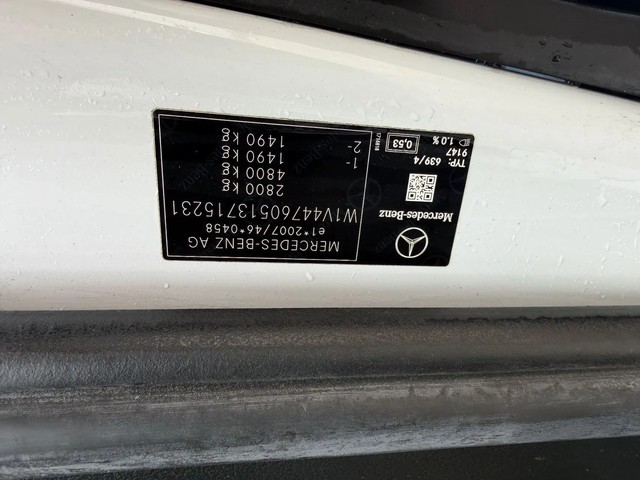 MERCEDES-BENZ AG
e1*2007/46*0458
W1V44760513715231
2800 kg
4800 kg
1- 1490 kg
2- 1490 kg
Mercedes-Benz
TYP: 639/4
9147
0,53
1.0 %